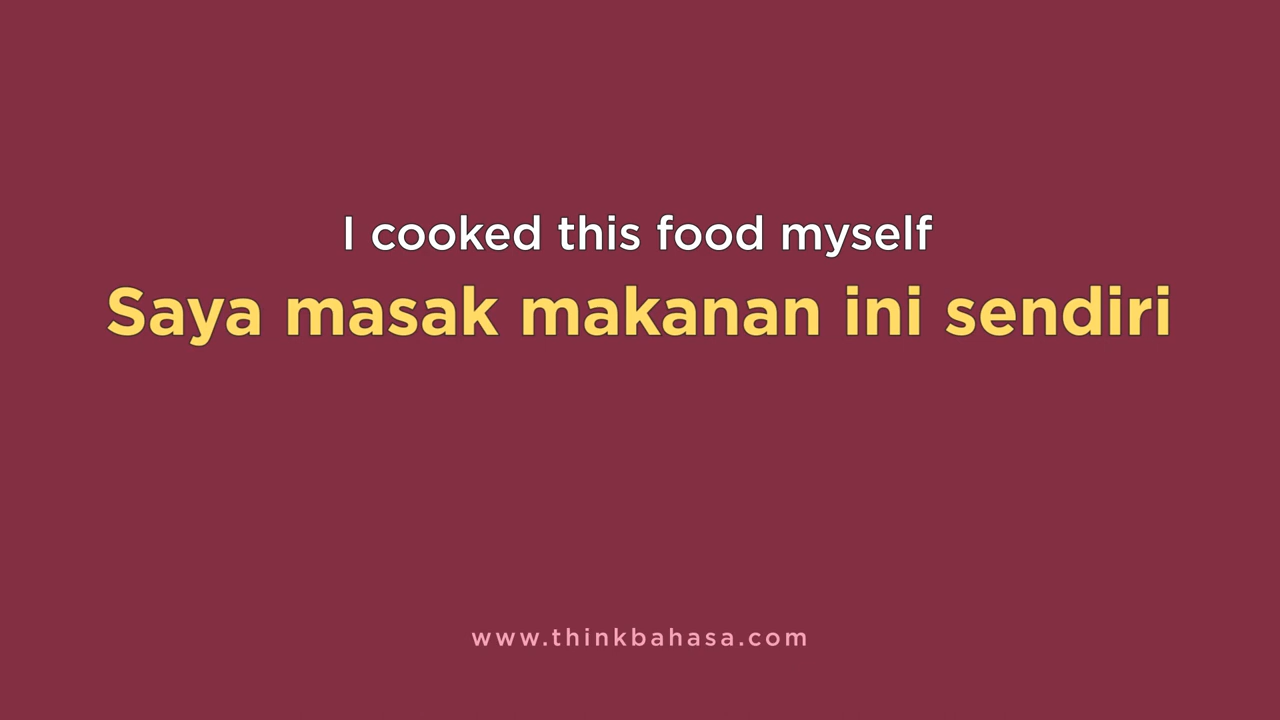 I cooked this food myself
Saya masak makanan ini sendiri
www.thinkbahasa.com